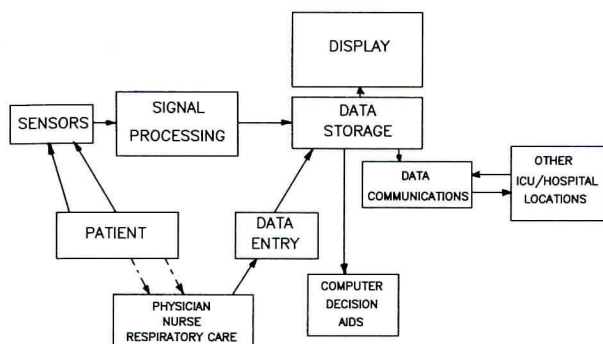 DISPLAY
SENSORS
SIGNAL
PROCESSING
DATA
STORAGE
DATA
COMMUNICATIONS
OTHER
ICU/HOSPITAL
LOCATIONS
PATIENT
DATA
ENTRY
PHYSICIAN
NURSE
RESPIRATORY CARE
COMPUTER
DECISION
AIDS